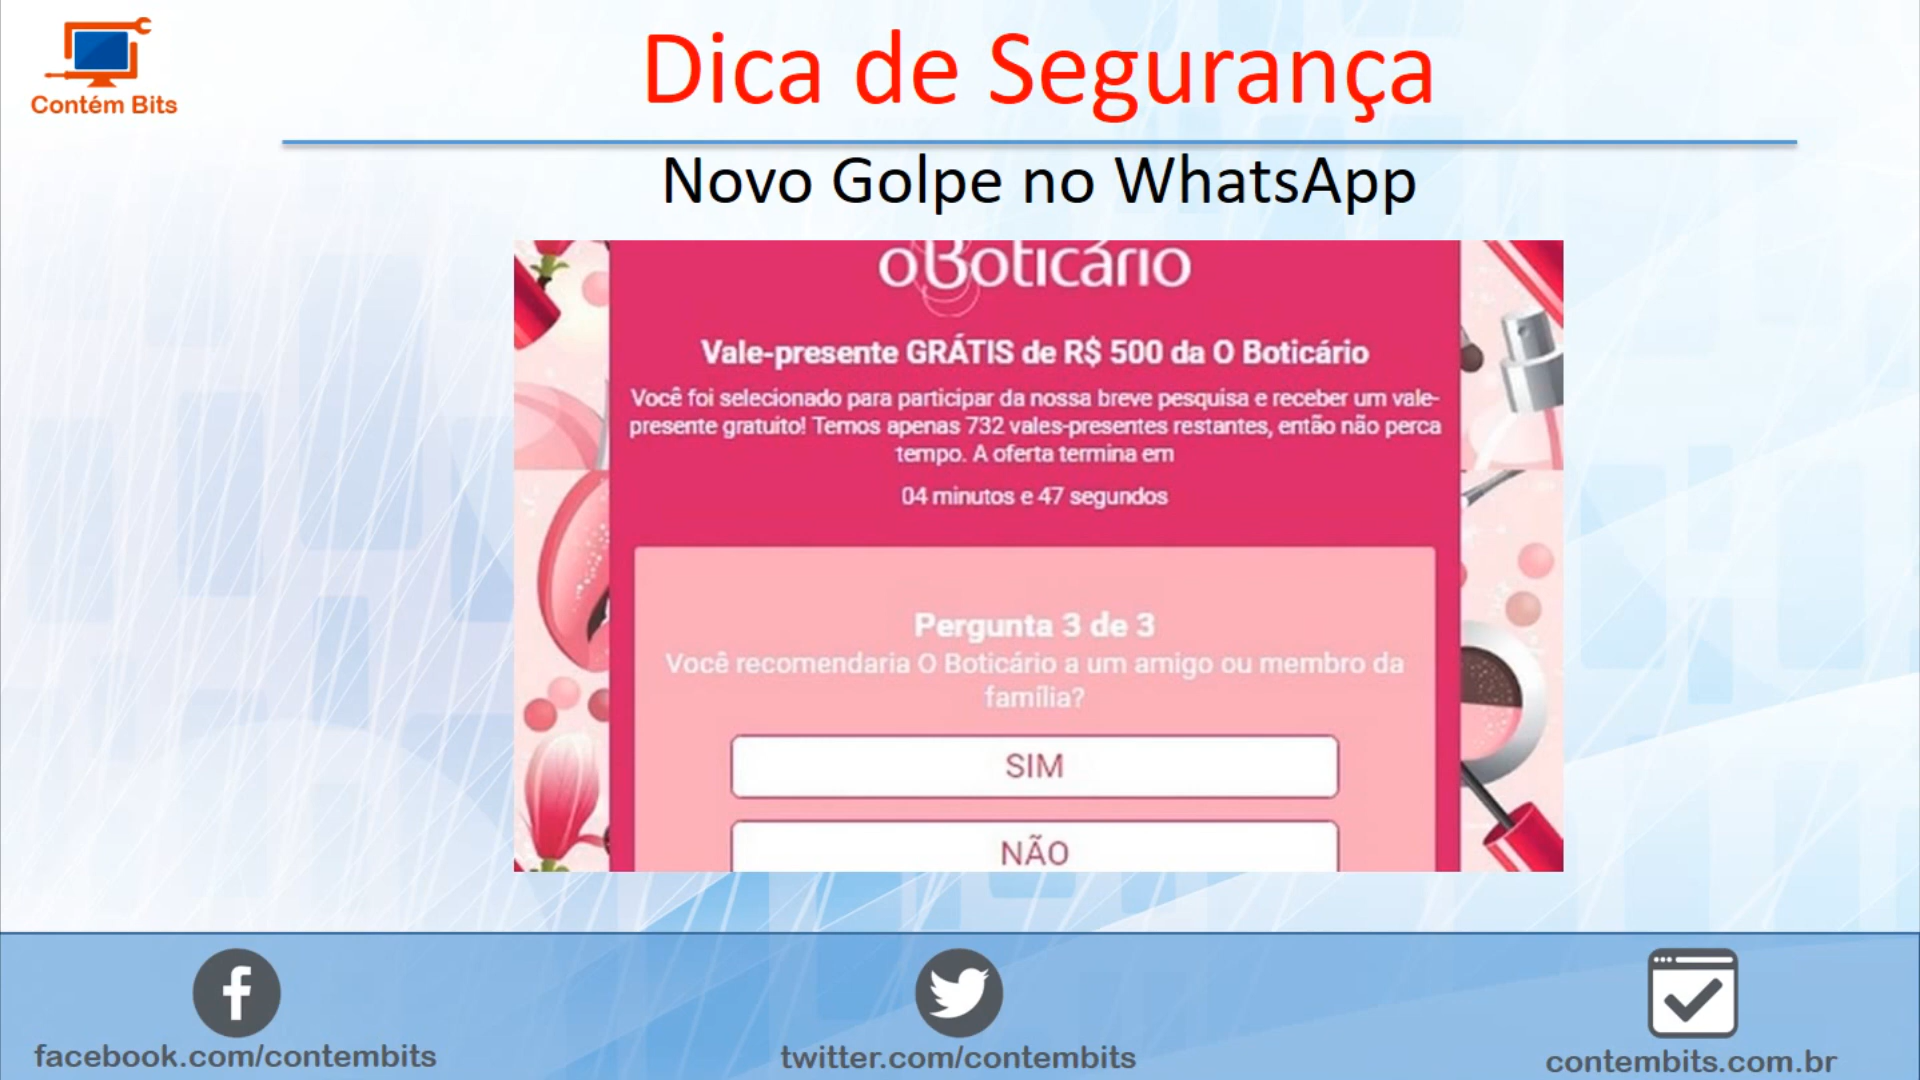 Contém Bits
Dica de Segurança
Novo Golpe no WhatsApp
oBoticário
Vale-presente GRÁTIS de R$ 500 da O Boticário
Você foi selecionado para participar da nossa breve pesquisa e receber um vale-
presente gratuito! Temos apenas 732 vales-presentes restantes, então não perca
tempo. A oferta termina em
04 minutos e 47 segundos
Pergunta 3 de 3
Você recomendaria O Boticário a um amigo ou membro da
família?
SIM
NÃO
facebook.com/contembits
twitter.com/contembits
contembits.com.br